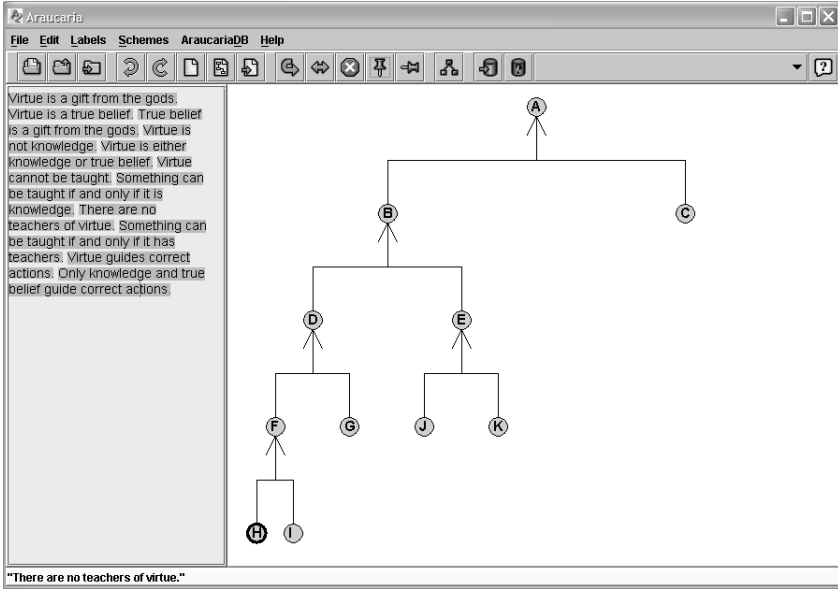 Araucaria
File Edit Labels Schemes AraucariaDB Help
Virtue is a gift from the gods.
Virtue is a true belief. True belief
is a gift from the gods. Virtue is
not knowledge. Virtue is either
knowledge or true belief. Virtue
cannot be taught. Something can
be taught if and only if it is
knowledge. There are no
teachers of virtue. Something can
be taught if and only if it has
teachers. Virtue guides correct
actions. Only knowledge and true
belief guide correct actions.
A
B C
D E
F G J K
H I
"There are no teachers of virtue."